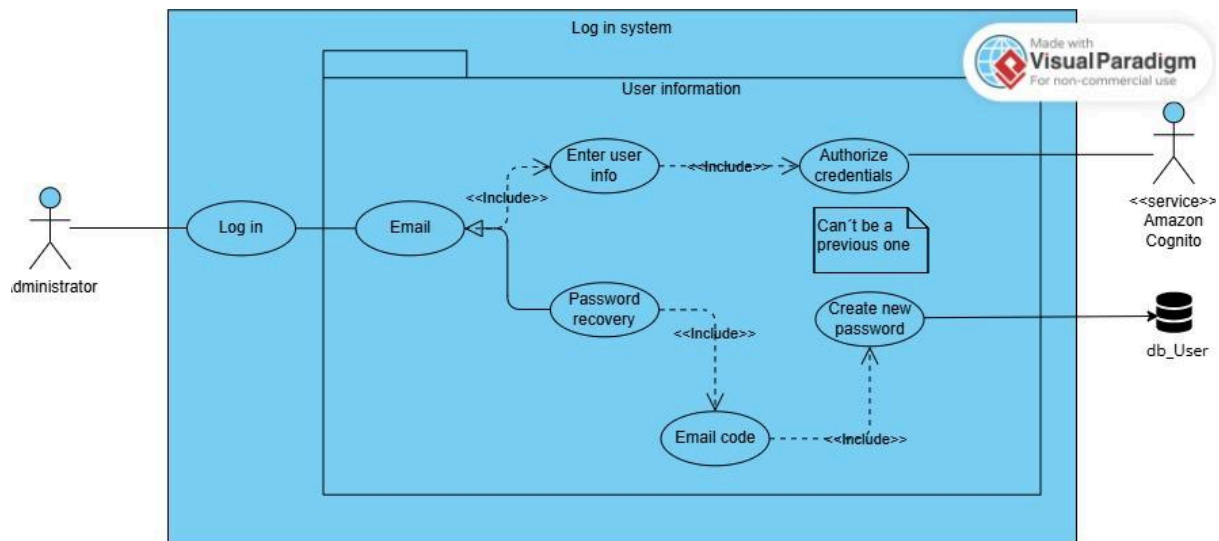 Log in system
Made with
Visual Paradigm
For non-commercial use
User information
Enter user
info
<<Include>>
Authorize
credentials
<<Include>>
<<service>>
Amazon
Cognito
Log in
Email
Can´t be a
previous one
dministrator
Password
recovery
<<Include>>
Create new
password
db_User
Email code
<<Include>>